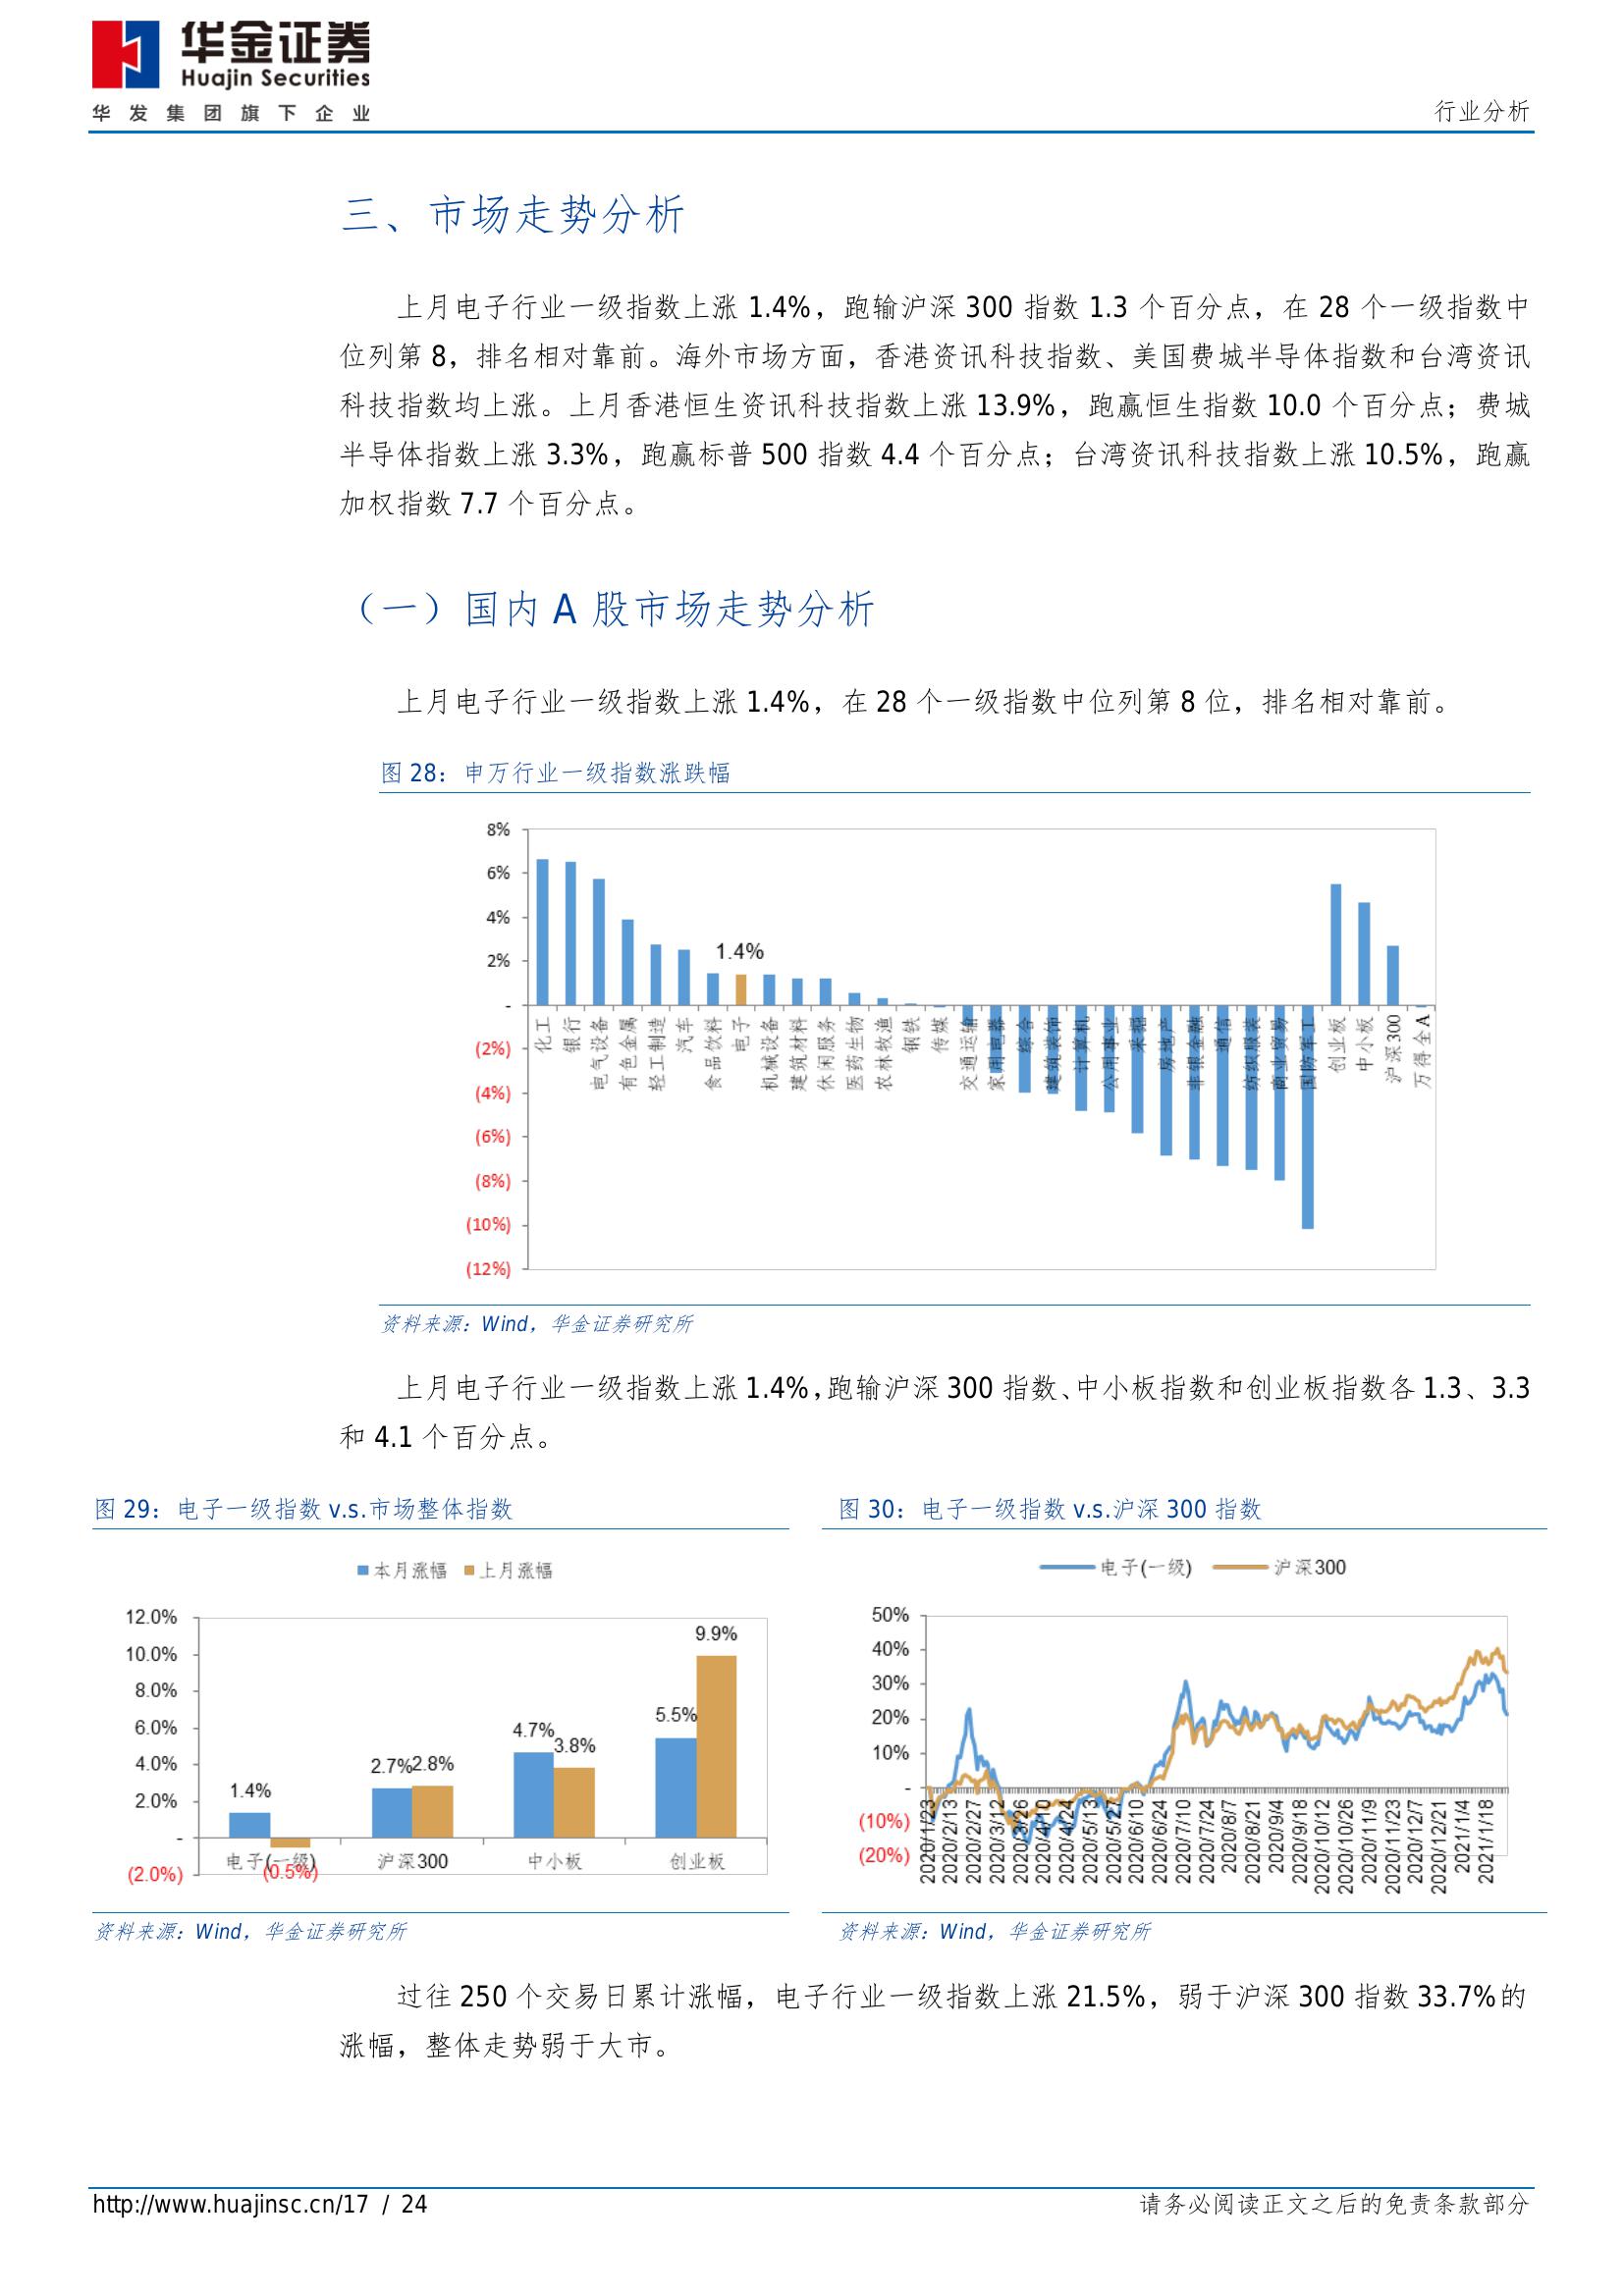 华金证券
Huajin Securities
华发集团旗下企业
行业分析
三、市场走势分析
上月电子行业一级指数上涨 1.4%，跑输沪深 300 指数 1.3 个百分点，在 28 个一级指数中
位列第 8，排名相对靠前。海外市场方面，香港资讯科技指数、美国费城半导体指数和台湾资讯
科技指数均上涨。上月香港恒生资讯科技指数上涨 13.9%，跑赢恒生指数 10.0 个百分点；费城
半导体指数上涨 3.3%，跑赢标普 500 指数 4.4 个百分点；台湾资讯科技指数上涨 10.5%，跑赢
加权指数 7.7 个百分点。
（一）国内 A 股市场走势分析
上月电子行业一级指数上涨 1.4%，在 28 个一级指数中位列第 8 位，排名相对靠前。
图 28：申万行业一级指数涨跌幅
8%
6%
4%
2%
-
(2%)
(4%)
(6%)
(8%)
(10%)
(12%)
1.4%
化工
银行
电气设备
有色金属
轻工制造
汽车
食品饮料
电子
机械设备
建筑材料
休闲服务
医药生物
农林牧渔
钢铁
传媒
交通运输
家用电器
综合
建筑装饰
计算机
公用事业
采掘
房地产
非银金融
通信
纺织服装
商业贸易
国防军工
创业板
中小板
沪深300
万得全A
资料来源：Wind，华金证券研究所
上月电子行业一级指数上涨 1.4%，跑输沪深 300 指数、中小板指数和创业板指数各 1.3、3.3
和 4.1 个百分点。
图 29：电子一级指数 v.s.市场整体指数
本月涨幅 上月涨幅
12.0%
10.0%
8.0%
6.0%
4.0%
2.0%
-
(2.0%)
1.4%
(0.5%)
2.7%
2.8%
4.7%
3.8%
5.5%
9.9%
电子(一级)
沪深300
中小板
创业板
资料来源：Wind，华金证券研究所
图 30：电子一级指数 v.s.沪深 300 指数
电子(一级) 沪深300
50%
40%
30%
20%
10%
-
(10%)
(20%)
2020/1/23
2020/2/13
2020/2/27
2020/3/12
2020/3/26
2020/4/10
2020/4/24
2020/5/13
2020/5/27
2020/6/10
2020/6/24
2020/7/10
2020/7/24
2020/8/7
2020/8/21
2020/9/4
2020/9/18
2020/10/12
2020/10/26
2020/11/9
2020/11/23
2020/12/7
2020/12/21
2021/1/4
2021/1/18
资料来源：Wind，华金证券研究所
过往 250 个交易日累计涨幅，电子行业一级指数上涨 21.5%，弱于沪深 300 指数 33.7%的
涨幅，整体走势弱于大市。
http://www.huajinsc.cn/17 / 24
请务必阅读正文之后的免责条款部分